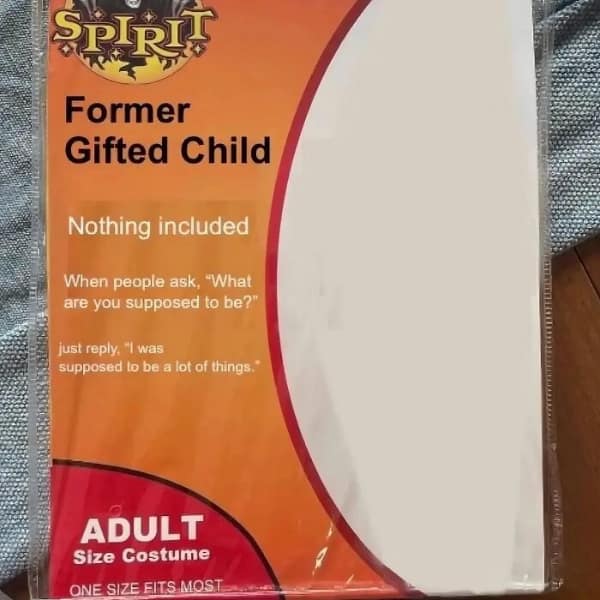 SPIRIT
Former
Gifted Child
Nothing included
When people ask, “What
are you supposed to be?”
just reply, “I was
supposed to be a lot of things.”
ADULT
Size Costume
ONE SIZE FITS MOST